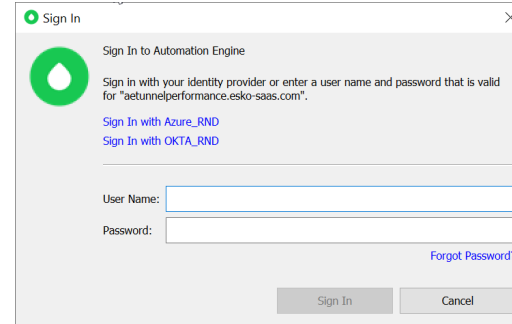 Sign In
Sign In to Automation Engine
Sign in with your identity provider or enter a user name and password that is valid
for "aetunnelperformance.esko-saas.com".
Sign In with Azure_RND
Sign In with OKTA_RND
User Name:
Password:
Forgot Password?
Sign In Cancel